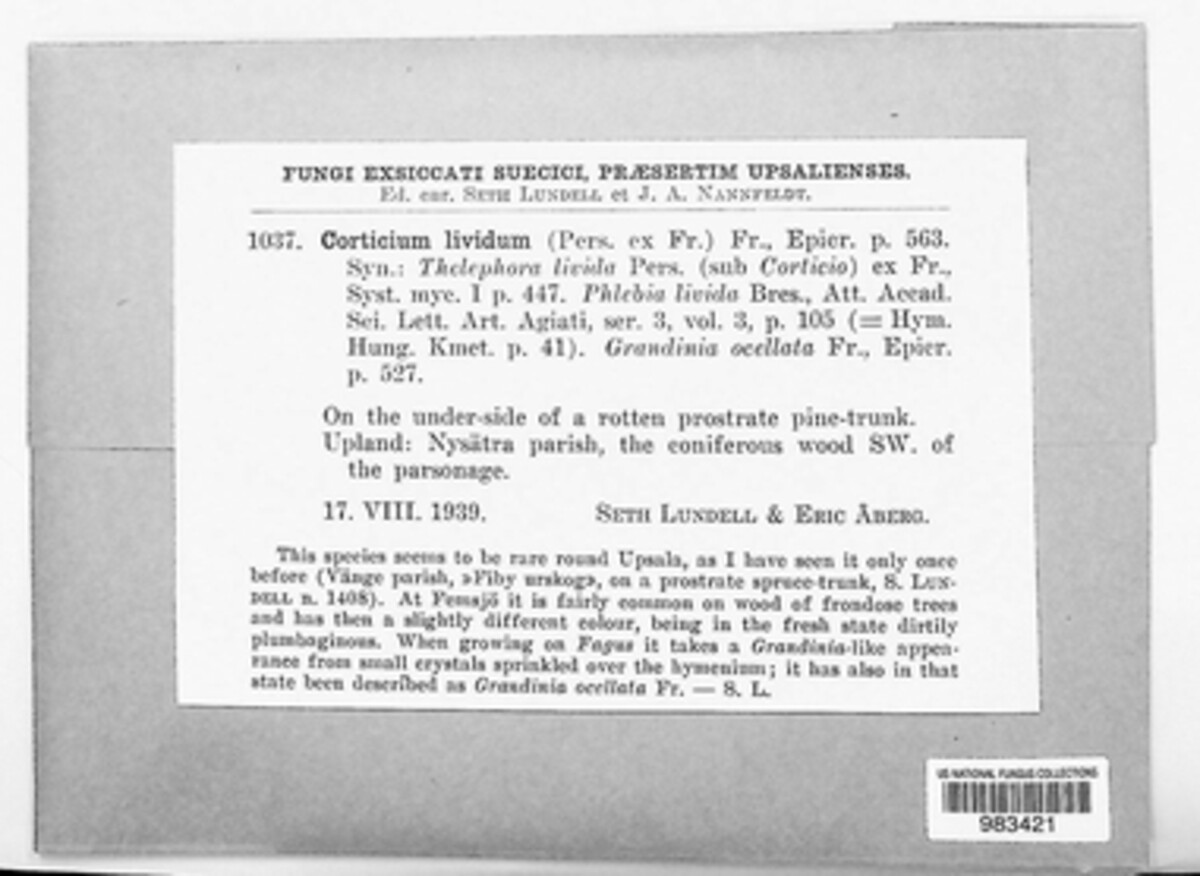 FUNGI EXSICCATI SUECICI, PRÆSERTIM UPSALIENSES.
Ed. cur. SETH LUNDELL et J. A. NANNFELDT.
1037. Corticium lividum (Pers. ex Fr.) Fr., Epicr. p. 563.
Syn.: Thelephora livida Pers. (sub Corticio) ex Fr.,
Syst. myc. I p. 447. Phlebia livida Bres., Att. Accad.
Sci. Lett. Art. Agiati, ser. 3, vol. 3, p. 105 (= Hym.
Hung. Kmet. p. 41). Grandinia ocellata Fr., Epicr.
p. 527.
On the under-side of a rotten prostrate pine-trunk.
Upland: Nysätra parish, the coniferous wood SW. of
the parsonage.
17. VIII. 1939. SETH LUNDELL & ERIC ÅBERG.
This species seems to be rare round Upsala, as I have seen it only once
before (Vänge parish, »Fiby urskog», on a prostrate spruce-trunk, S. LUN-
DELL n. 1408). At Femsjö it is fairly common on wood of frondose trees
and has then a slightly different colour, being in the fresh state dirtily
plumbaginous. When growing on Fagus it takes a Grandinia-like appea-
rance from small crystals sprinkled over the hymenium; it has also in that
state been described as Grandinia ocellata Fr. — S. L.
US NATIONAL FUNGUS COLLECTIONS
983421